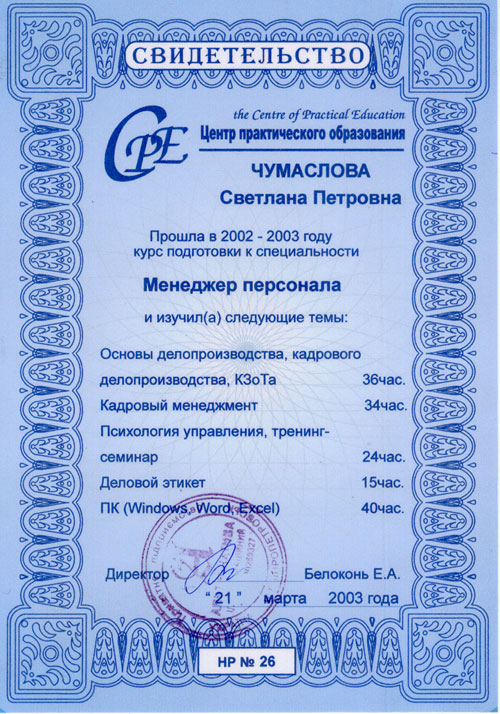 СВИДЕТЕЛЬСТВО
CPE
the Centre of Practical Education
Центр практического образования
ЧУМАСЛОВА
Светлана Петровна
Прошла в 2002 - 2003 году
курс подготовки к специальности
Менеджер персонала
и изучил(а) следующие темы:
Основы делопроизводства, кадрового
делопроизводства, КЗоТа 36час.
Кадровый менеджмент 34час.
Психология управления, тренинг-
семинар 24час.
Деловой этикет 15час.
ПК (Windows, Word, Excel) 40час.
Директор Белоконь Е.А.
" 21 " марта 2003 года
НР № 26